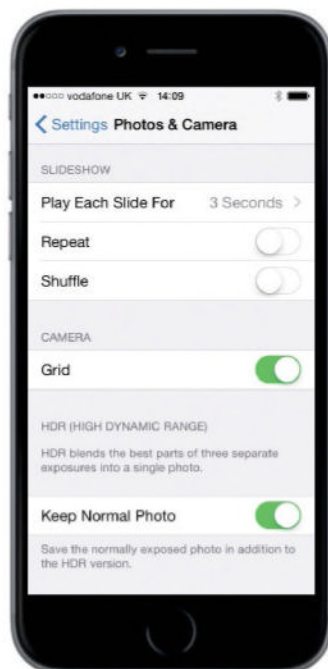 vodafone UK 14:09
Settings Photos & Camera
SLIDESHOW
Play Each Slide For 3 Seconds
Repeat
Shuffle
CAMERA
Grid
HDR (HIGH DYNAMIC RANGE)
HDR blends the best parts of three separate
exposures into a single photo.
Keep Normal Photo
Save the normally exposed photo in addition to
the HDR version.